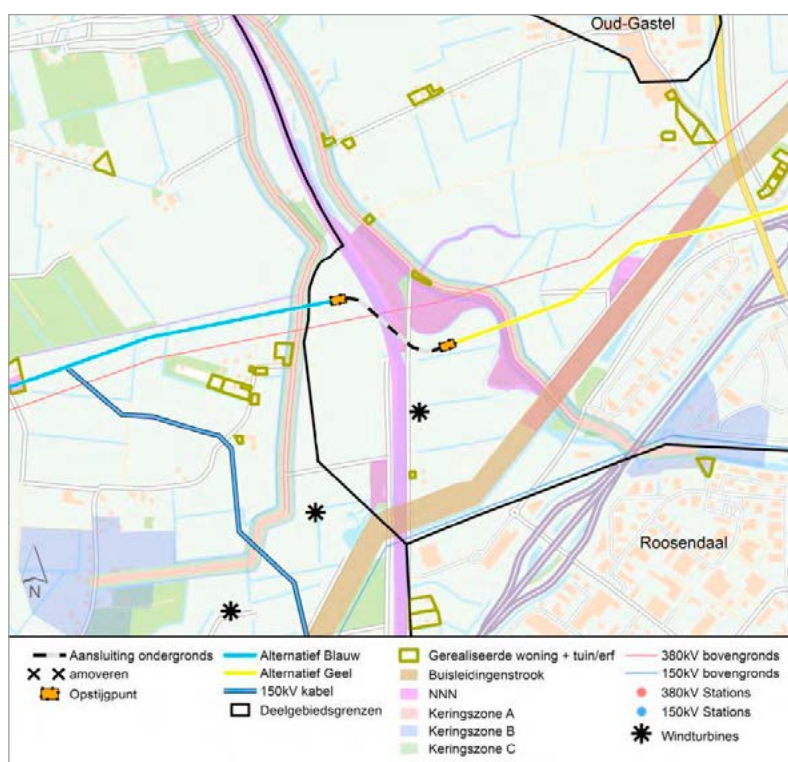 Oud-Gastel
Roosendaal
N
Aansluiting ondergronds
amoveren
Opstijgpunt
Alternatief Blauw
Alternatief Geel
150kV kabel
Deelgebiedsgrenzen
Gerealiseerde woning + tuin/erf
Buisleidingenstrook
NNN
Keringszone A
Keringszone B
Keringszone C
380kV bovengronds
150kV bovengronds
380kV Stations
150kV Stations
Windturbines